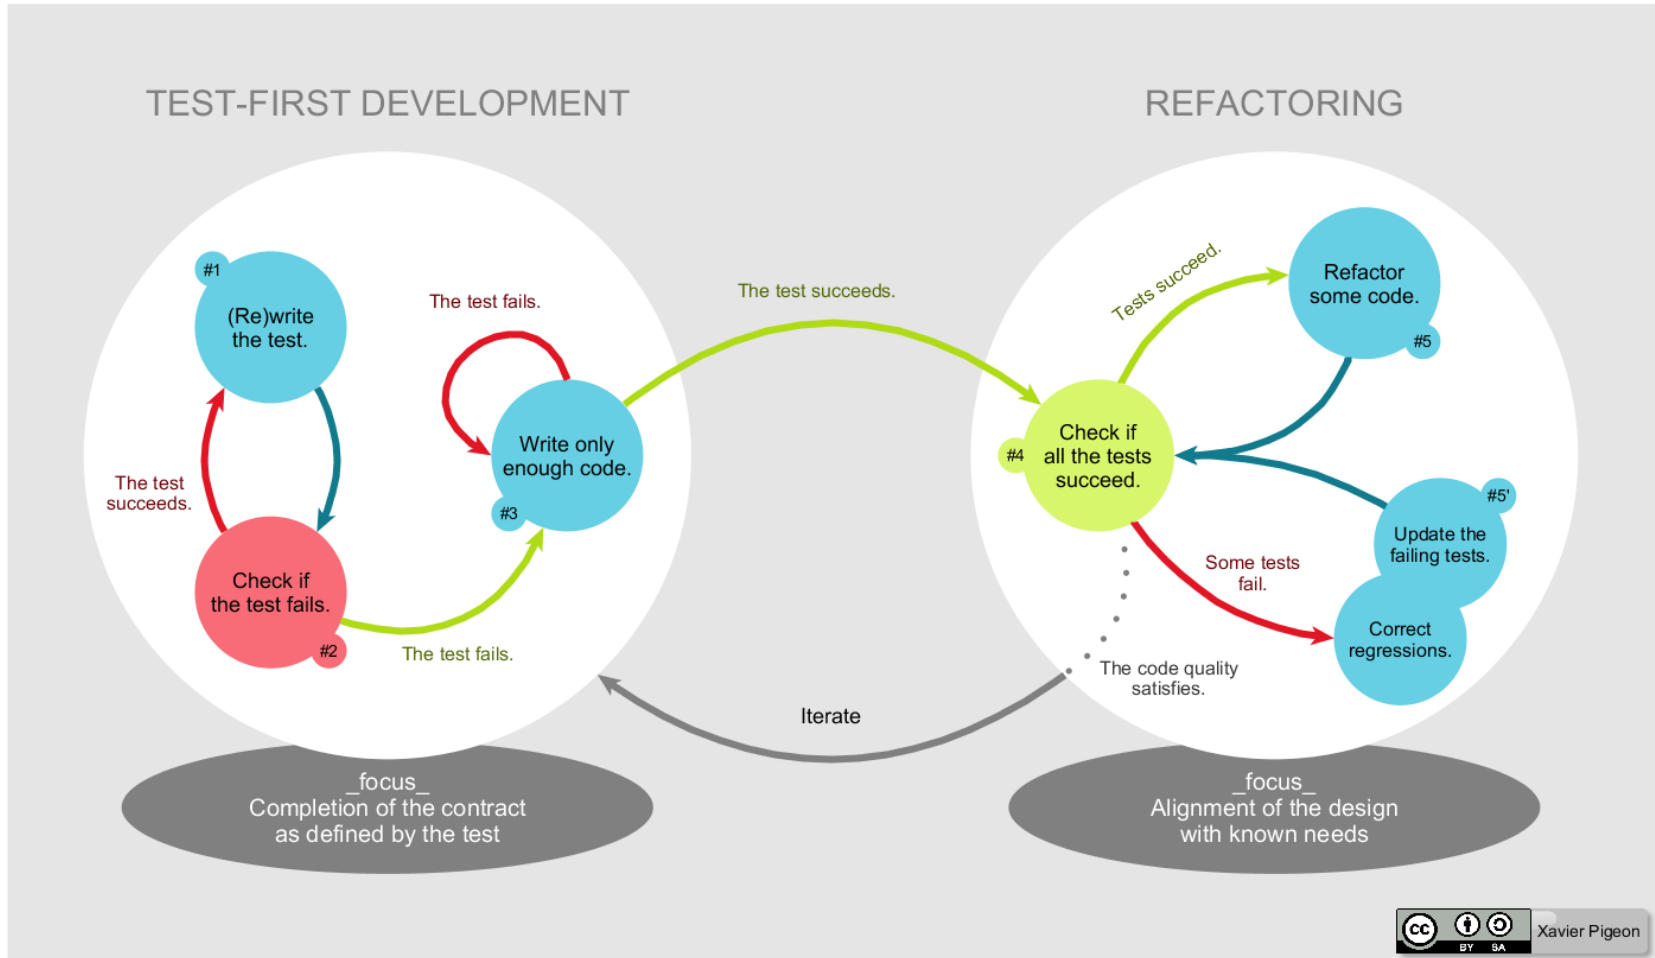 TEST-FIRST DEVELOPMENT
REFACTORING
#1
(Re)write
the test.
The test fails.
The test succeeds.
Tests succeed.
Refactor
some code.
#5
The test
succeeds.
Write only
enough code.
#3
Check if
all the tests
succeed.
#4
#5'
Update the
failing tests.
Some tests
fail.
Correct
regressions.
Check if
the test fails.
#2
The test fails.
The code quality
satisfies.
Iterate
_focus_
Completion of the contract
as defined by the test
_focus_
Alignment of the design
with known needs
cc
BY SA
Xavier Pigeon